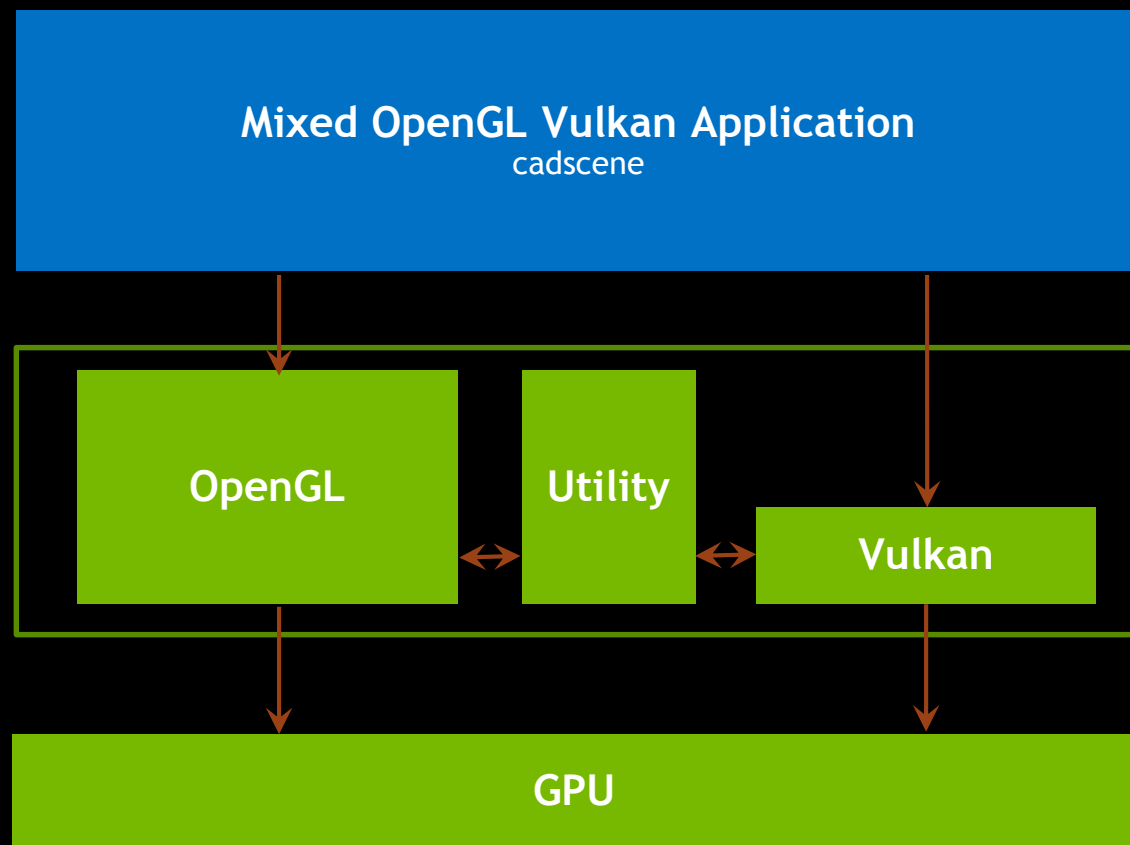 Mixed OpenGL Vulkan Application
cadscene
OpenGL
Utility
Vulkan
GPU